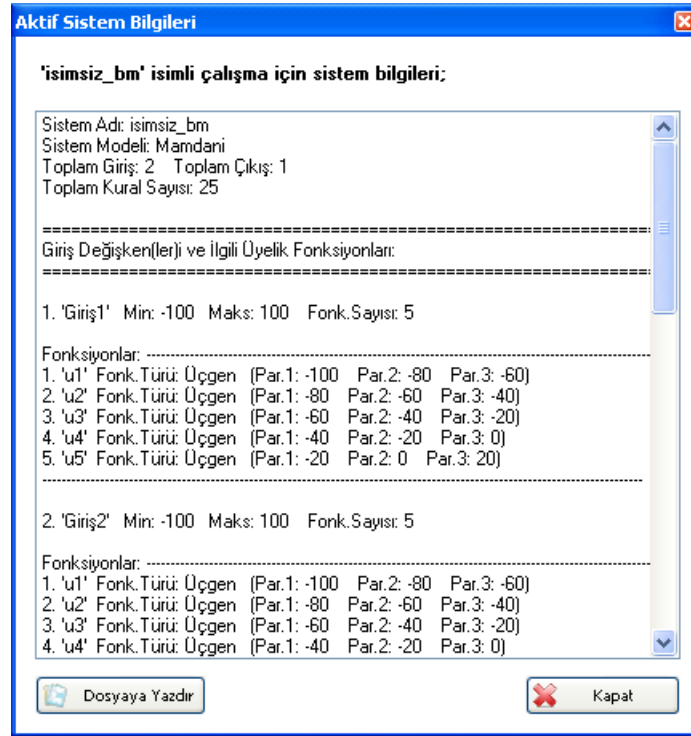 Aktif Sistem Bilgileri
'isimsiz_bm' isimli çalışma için sistem bilgileri;
Sistem Adı: isimsiz_bm
Sistem Modeli: Mamdani
Toplam Giriş: 2 Toplam Çıkış: 1
Toplam Kural Sayısı: 25
================================================================
Giriş Değişken(ler)i ve İlgili Üyelik Fonksiyonları:
================================================================
1. 'Giriş1' Min: -100 Maks: 100 Fonk.Sayısı: 5
Fonksiyonlar: --------------------------------------------------------------------------------
1. 'u1' Fonk.Türü: Üçgen (Par.1: -100 Par.2: -80 Par.3: -60)
2. 'u2' Fonk.Türü: Üçgen (Par.1: -80 Par.2: -60 Par.3: -40)
3. 'u3' Fonk.Türü: Üçgen (Par.1: -60 Par.2: -40 Par.3: -20)
4. 'u4' Fonk.Türü: Üçgen (Par.1: -40 Par.2: -20 Par.3: 0)
5. 'u5' Fonk.Türü: Üçgen (Par.1: -20 Par.2: 0 Par.3: 20)
--------------------------------------------------------------------------------
2. 'Giriş2' Min: -100 Maks: 100 Fonk.Sayısı: 5
Fonksiyonlar: --------------------------------------------------------------------------------
1. 'u1' Fonk.Türü: Üçgen (Par.1: -100 Par.2: -80 Par.3: -60)
2. 'u2' Fonk.Türü: Üçgen (Par.1: -80 Par.2: -60 Par.3: -40)
3. 'u3' Fonk.Türü: Üçgen (Par.1: -60 Par.2: -40 Par.3: -20)
4. 'u4' Fonk.Türü: Üçgen (Par.1: -40 Par.2: -20 Par.3: 0)
Dosyaya Yazdır
Kapat